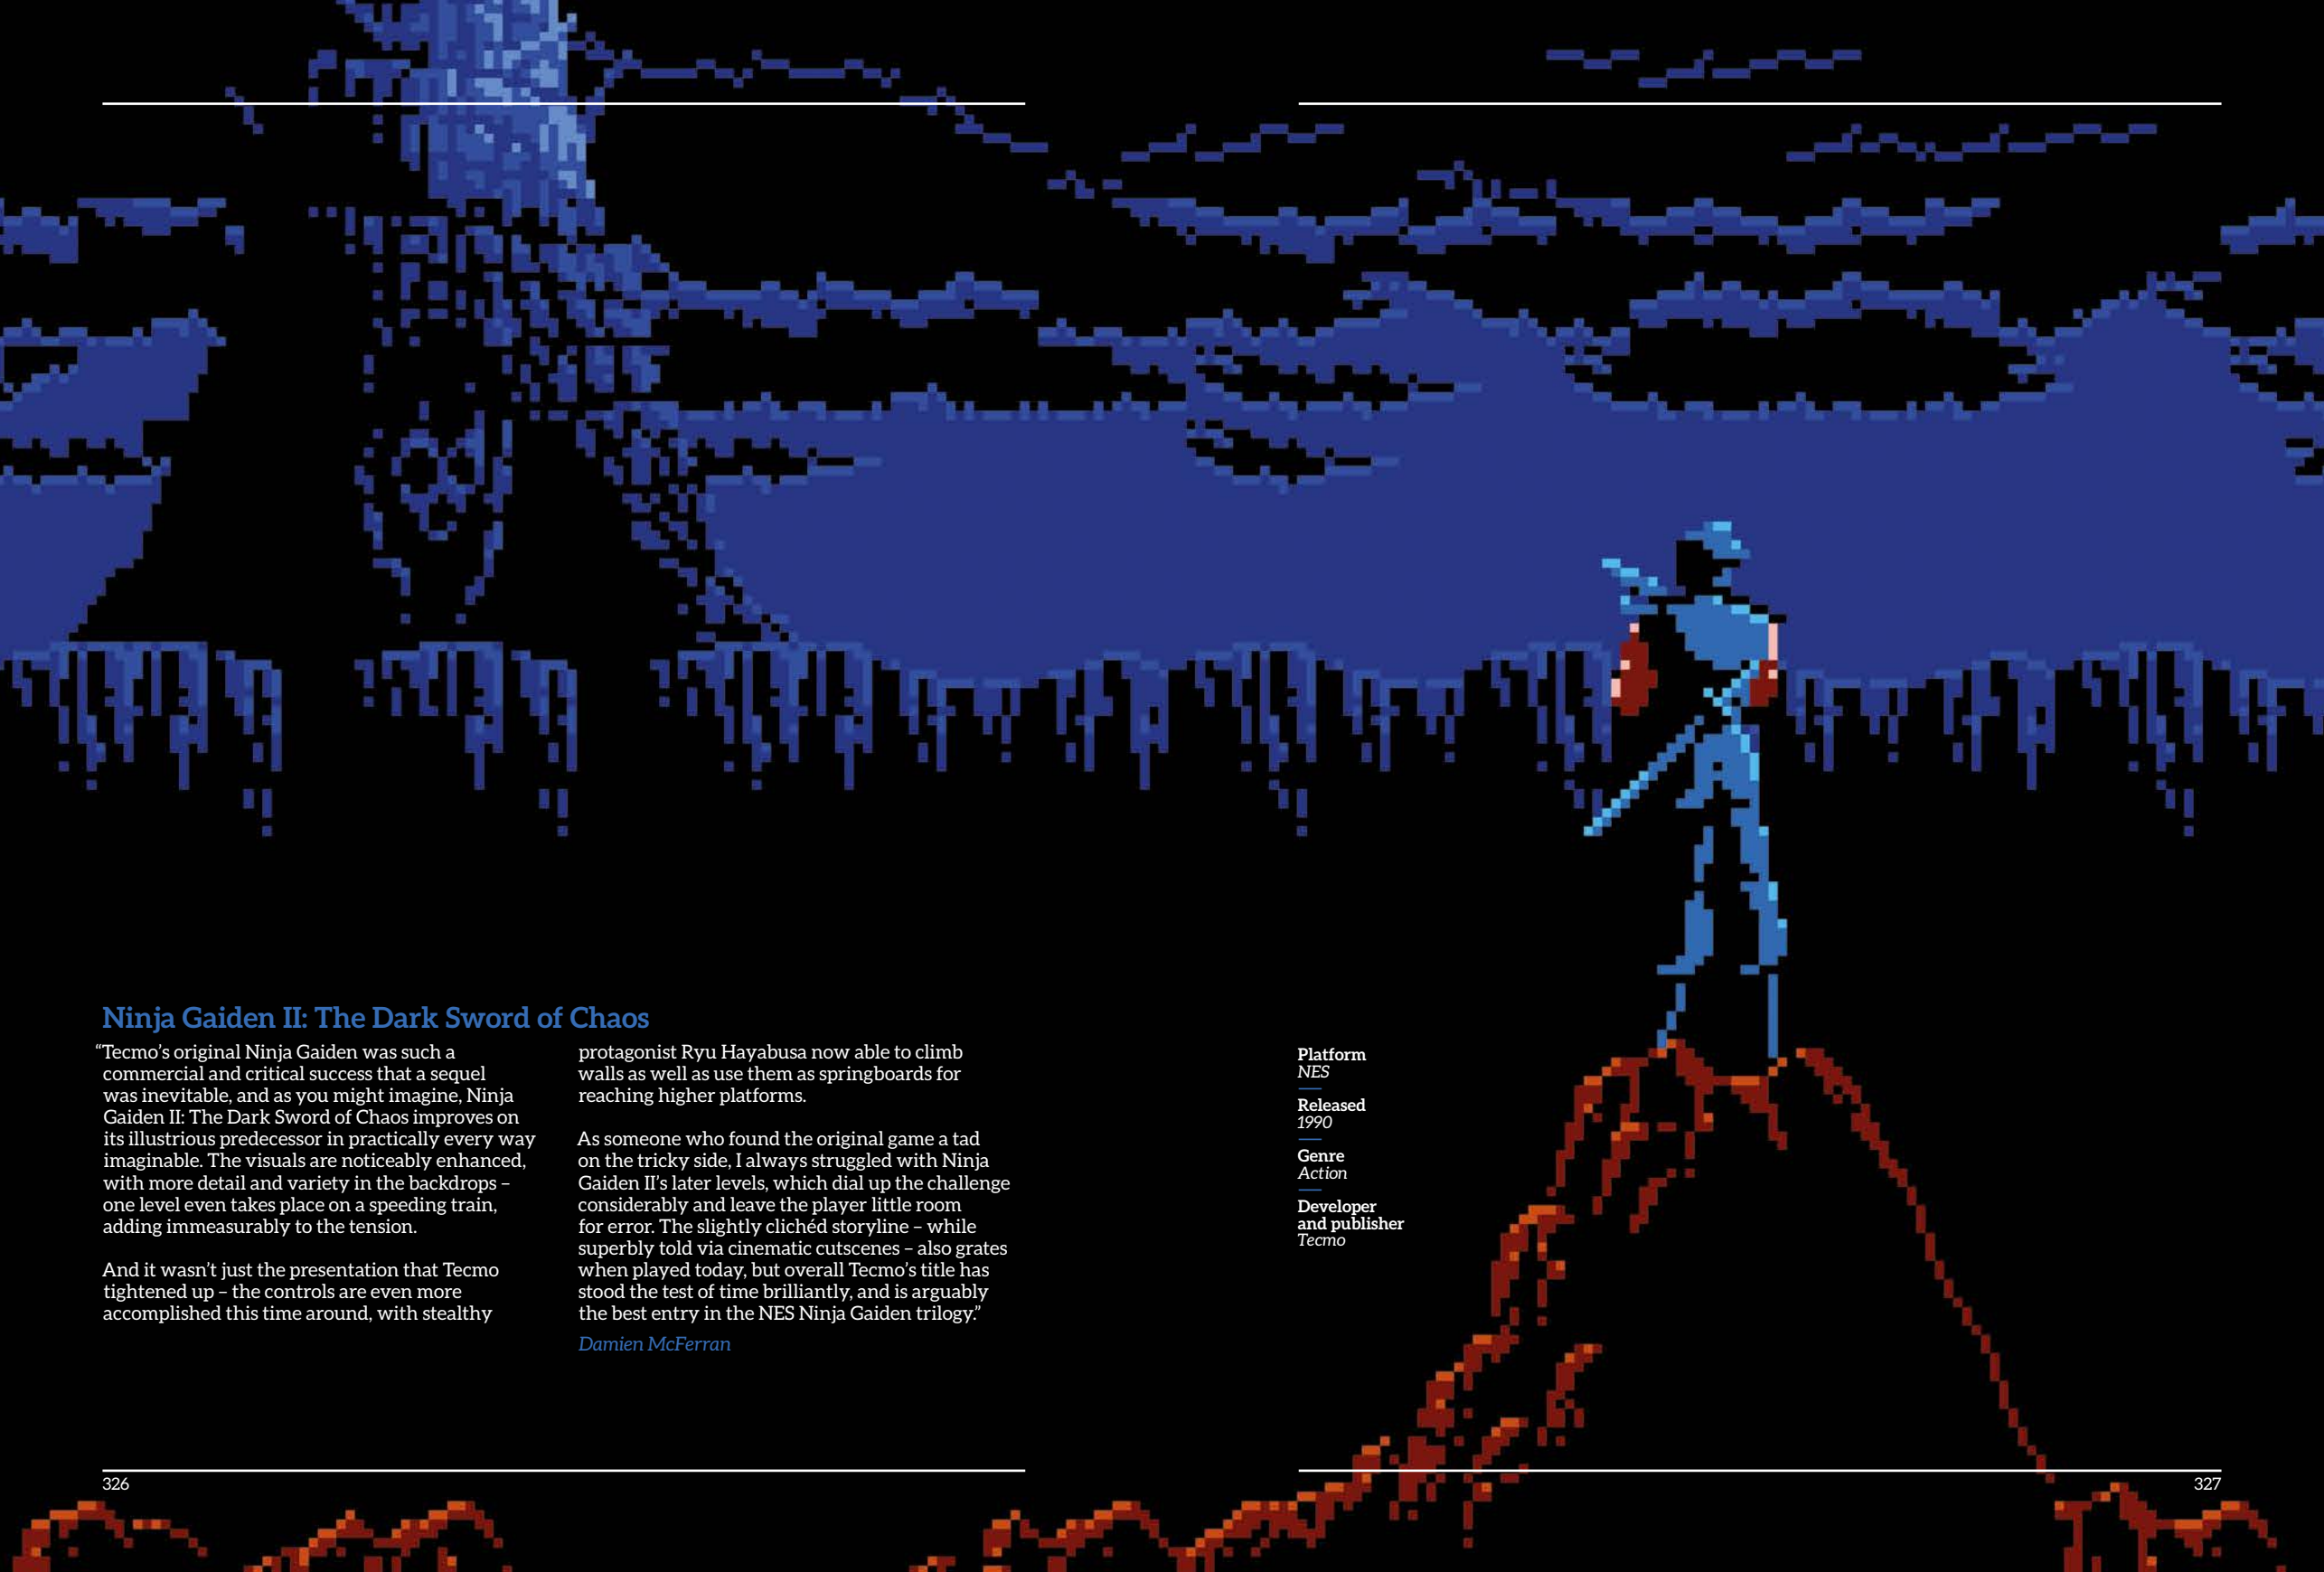 Ninja Gaiden II: The Dark Sword of Chaos
“Tecmo’s original Ninja Gaiden was such a
commercial and critical success that a sequel
was inevitable, and as you might imagine, Ninja
Gaiden II: The Dark Sword of Chaos improves on
its illustrious predecessor in practically every way
imaginable. The visuals are noticeably enhanced,
with more detail and variety in the backdrops –
one level even takes place on a speeding train,
adding immeasurably to the tension.
And it wasn’t just the presentation that Tecmo
tightened up – the controls are even more
accomplished this time around, with stealthy
protagonist Ryu Hayabusa now able to climb
walls as well as use them as springboards for
reaching higher platforms.
As someone who found the original game a tad
on the tricky side, I always struggled with Ninja
Gaiden II’s later levels, which dial up the challenge
considerably and leave the player little room
for error. The slightly clichéd storyline – while
superbly told via cinematic cutscenes – also grates
when played today, but overall Tecmo’s title has
stood the test of time brilliantly, and is arguably
the best entry in the NES Ninja Gaiden trilogy.”
Damien McFerran
Platform
NES
Released
1990
Genre
Action
Developer
and publisher
Tecmo
326
327